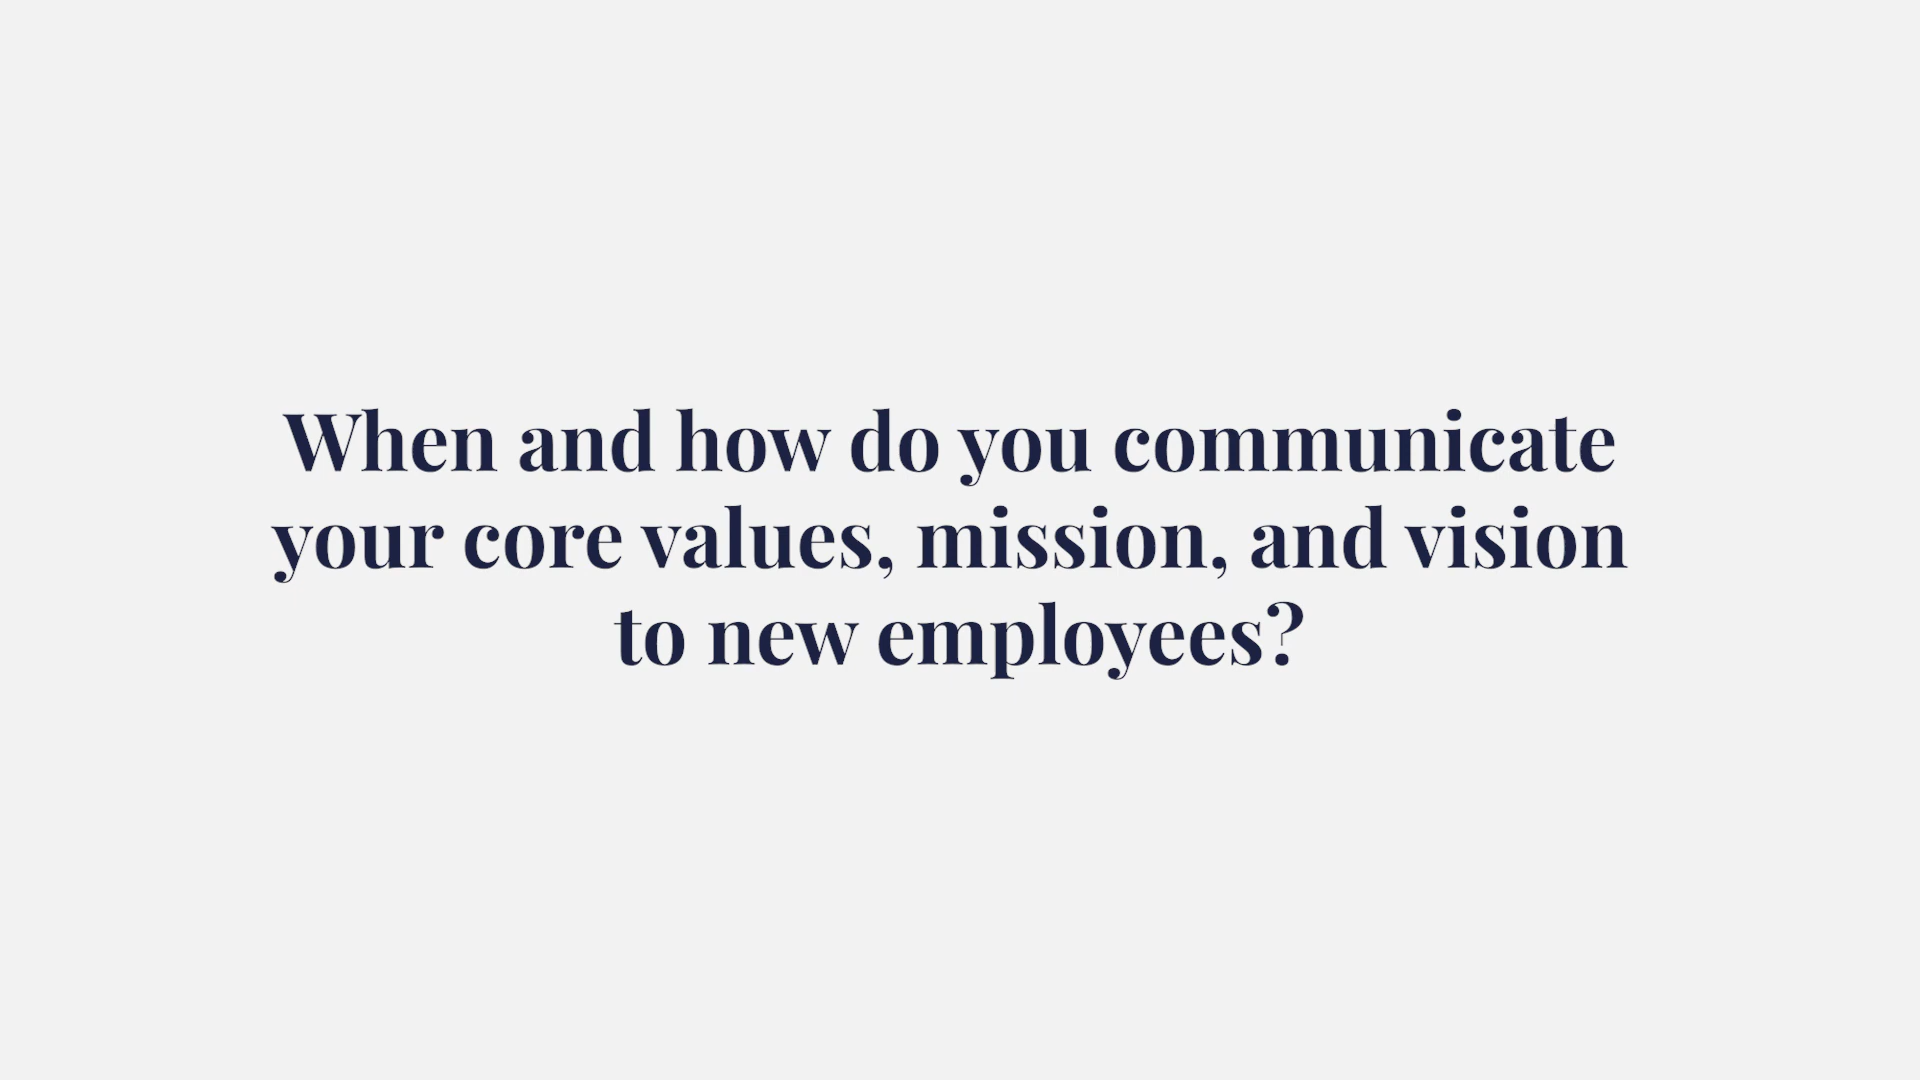 When and how do you communicate
your core values, mission, and vision
to new employees?